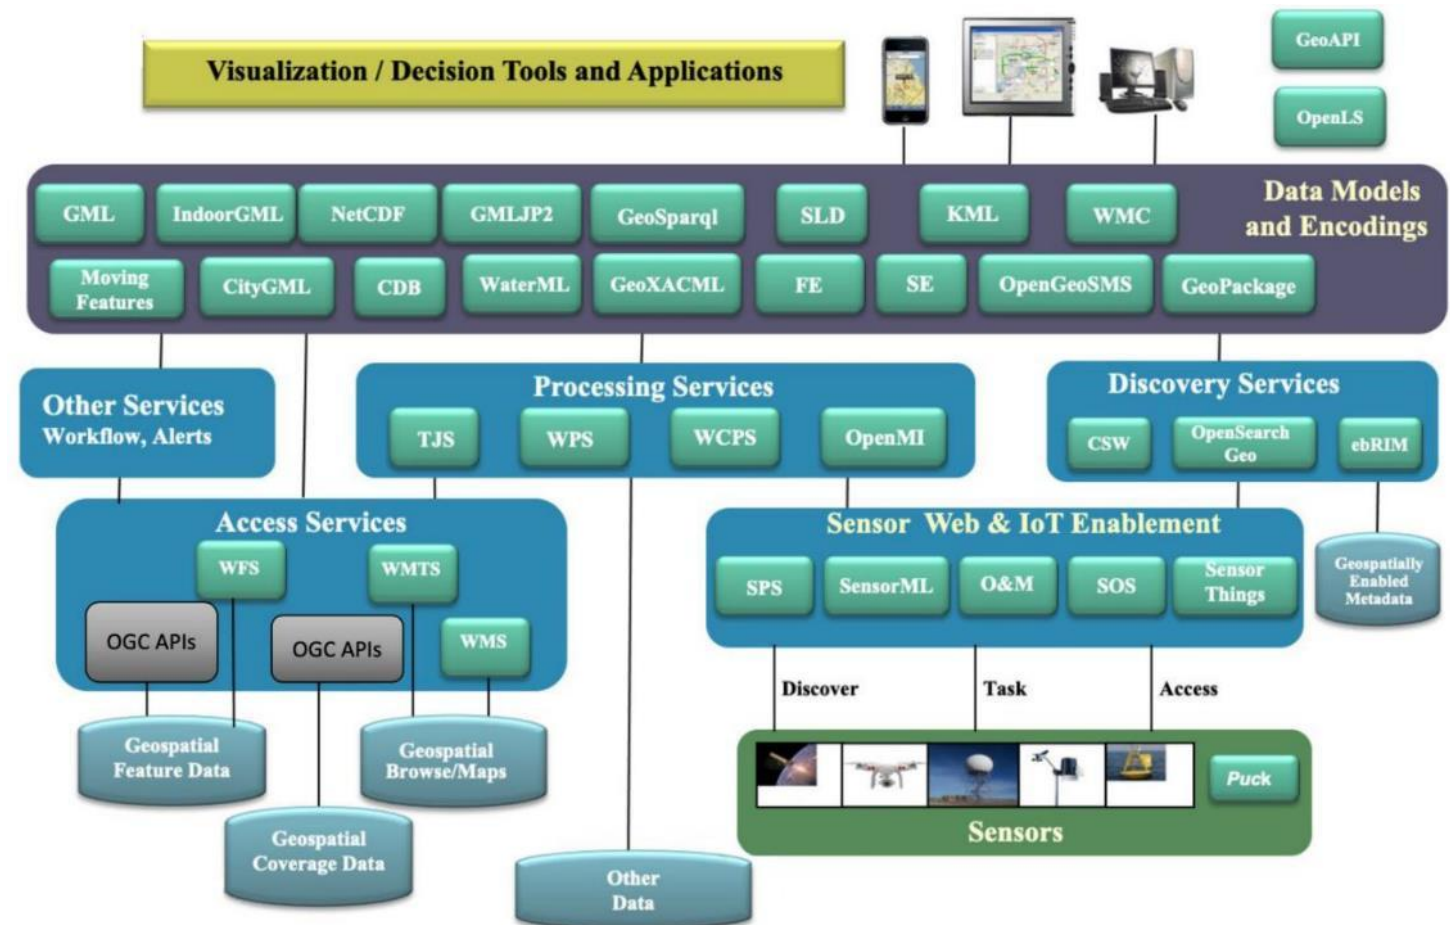 Visualization / Decision Tools and Applications
GeoAPI
OpenLS
Data Models
and Encodings
GML
IndoorGML
NetCDF
GMLJP2
GeoSparql
SLD
KML
WMC
Moving
Features
CityGML
CDB
WaterML
GeoXACML
FE
SE
OpenGeoSMS
GeoPackage
Other Services
Workflow, Alerts
Processing Services
TJS
WPS
WCPS
OpenMI
Discovery Services
CSW
OpenSearch
Geo
ebRIM
Access Services
WFS
WMTS
OGC APIs
OGC APIs
WMS
Sensor Web & IoT Enablement
SPS
SensorML
O&M
SOS
Sensor
Things
Geospatially
Enabled
Metadata
Discover
Task
Access
Geospatial
Feature Data
Geospatial
Browse/Maps
Geospatial
Coverage Data
Other
Data
Puck
Sensors